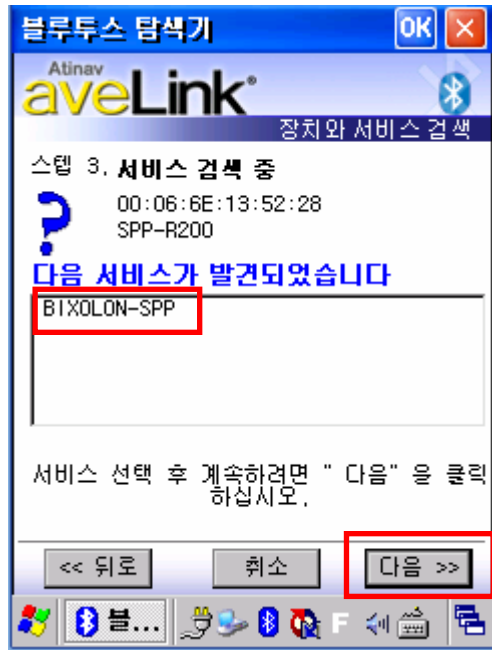 블루투스 탐색기 OK
Atinav
aveLink®
장치와 서비스 검색
스텝 3. 서비스 검색 중
00:06:6E:13:52:28
SPP-R200
다음 서비스가 발견되었습니다
BIXOLON-SPP
서비스 선택 후 계속하려면 " 다음" 을 클릭
하십시오.
<< 뒤로 취소 다음 >>
블... F